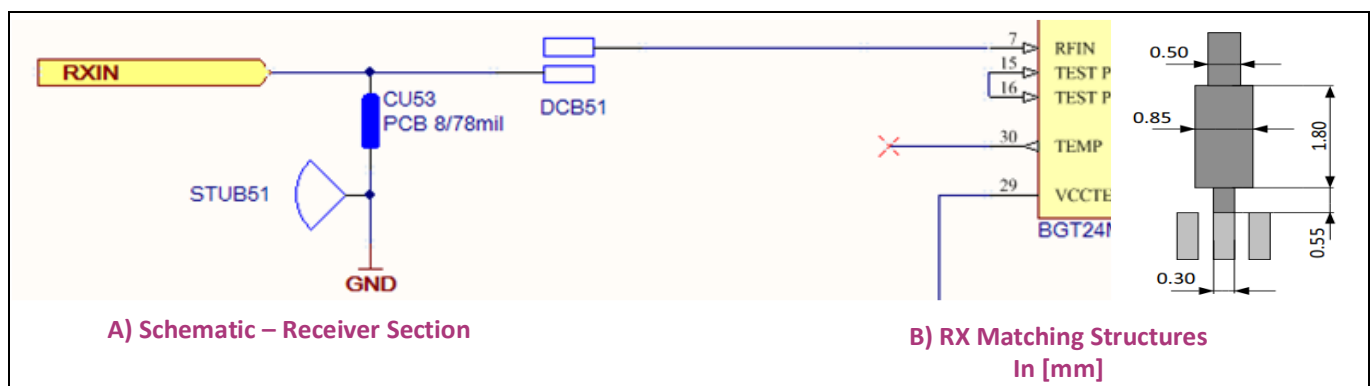 RXIN
CU53
PCB 8/78mil
STUB51
GND
DCB51
7
RFIN
15
TEST P
16
TEST P
30
TEMP
29
VCCTE
BGT24M
0.50
0.85
1.80
0.55
0.30
A) Schematic – Receiver Section
B) RX Matching Structures
In [mm]